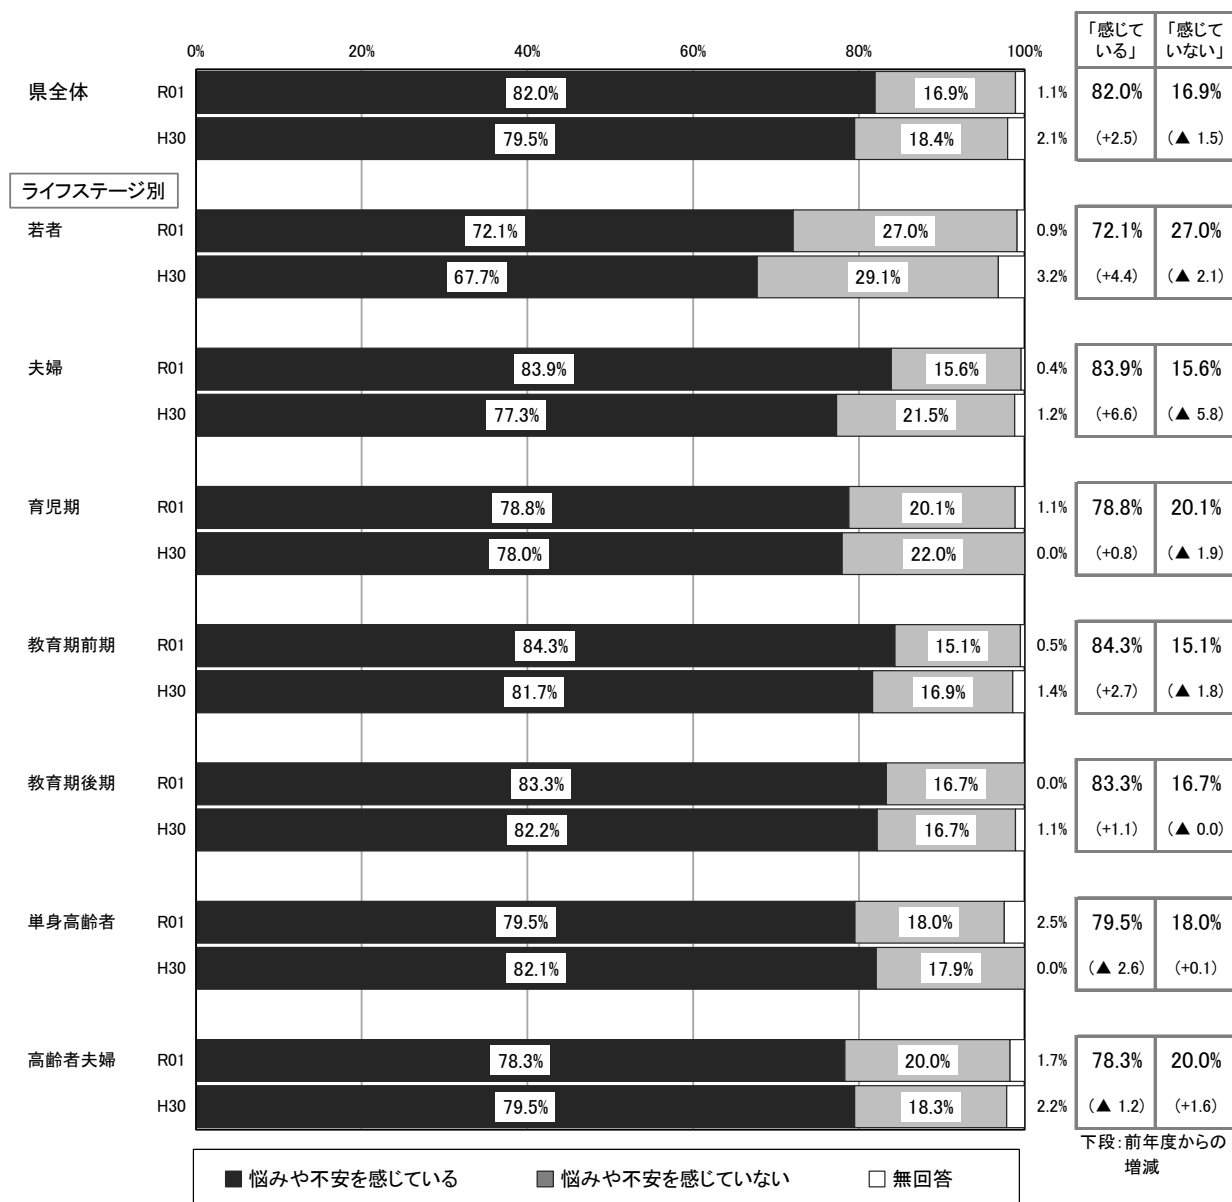 「感じている」 「感じていない」
0% 20% 40% 60% 80% 100%
県全体 R01 82.0% 16.9% 1.1% 82.0% 16.9%
H30 79.5% 18.4% 2.1% (+2.5) (▲ 1.5)
ライフステージ別
若者 R01 72.1% 27.0% 0.9% 72.1% 27.0%
H30 67.7% 29.1% 3.2% (+4.4) (▲ 2.1)
夫婦 R01 83.9% 15.6% 0.4% 83.9% 15.6%
H30 77.3% 21.5% 1.2% (+6.6) (▲ 5.8)
育児期 R01 78.8% 20.1% 1.1% 78.8% 20.1%
H30 78.0% 22.0% 0.0% (+0.8) (▲ 1.9)
教育期前期 R01 84.3% 15.1% 0.5% 84.3% 15.1%
H30 81.7% 16.9% 1.4% (+2.7) (▲ 1.8)
教育期後期 R01 83.3% 16.7% 0.0% 83.3% 16.7%
H30 82.2% 16.7% 1.1% (+1.1) (▲ 0.0)
単身高齢者 R01 79.5% 18.0% 2.5% 79.5% 18.0%
H30 82.1% 17.9% 0.0% (▲ 2.6) (+0.1)
高齢者夫婦 R01 78.3% 20.0% 1.7% 78.3% 20.0%
H30 79.5% 18.3% 2.2% (▲ 1.2) (+1.6)
下段:前年度からの
増減
悩みや不安を感じている 悩みや不安を感じていない 無回答